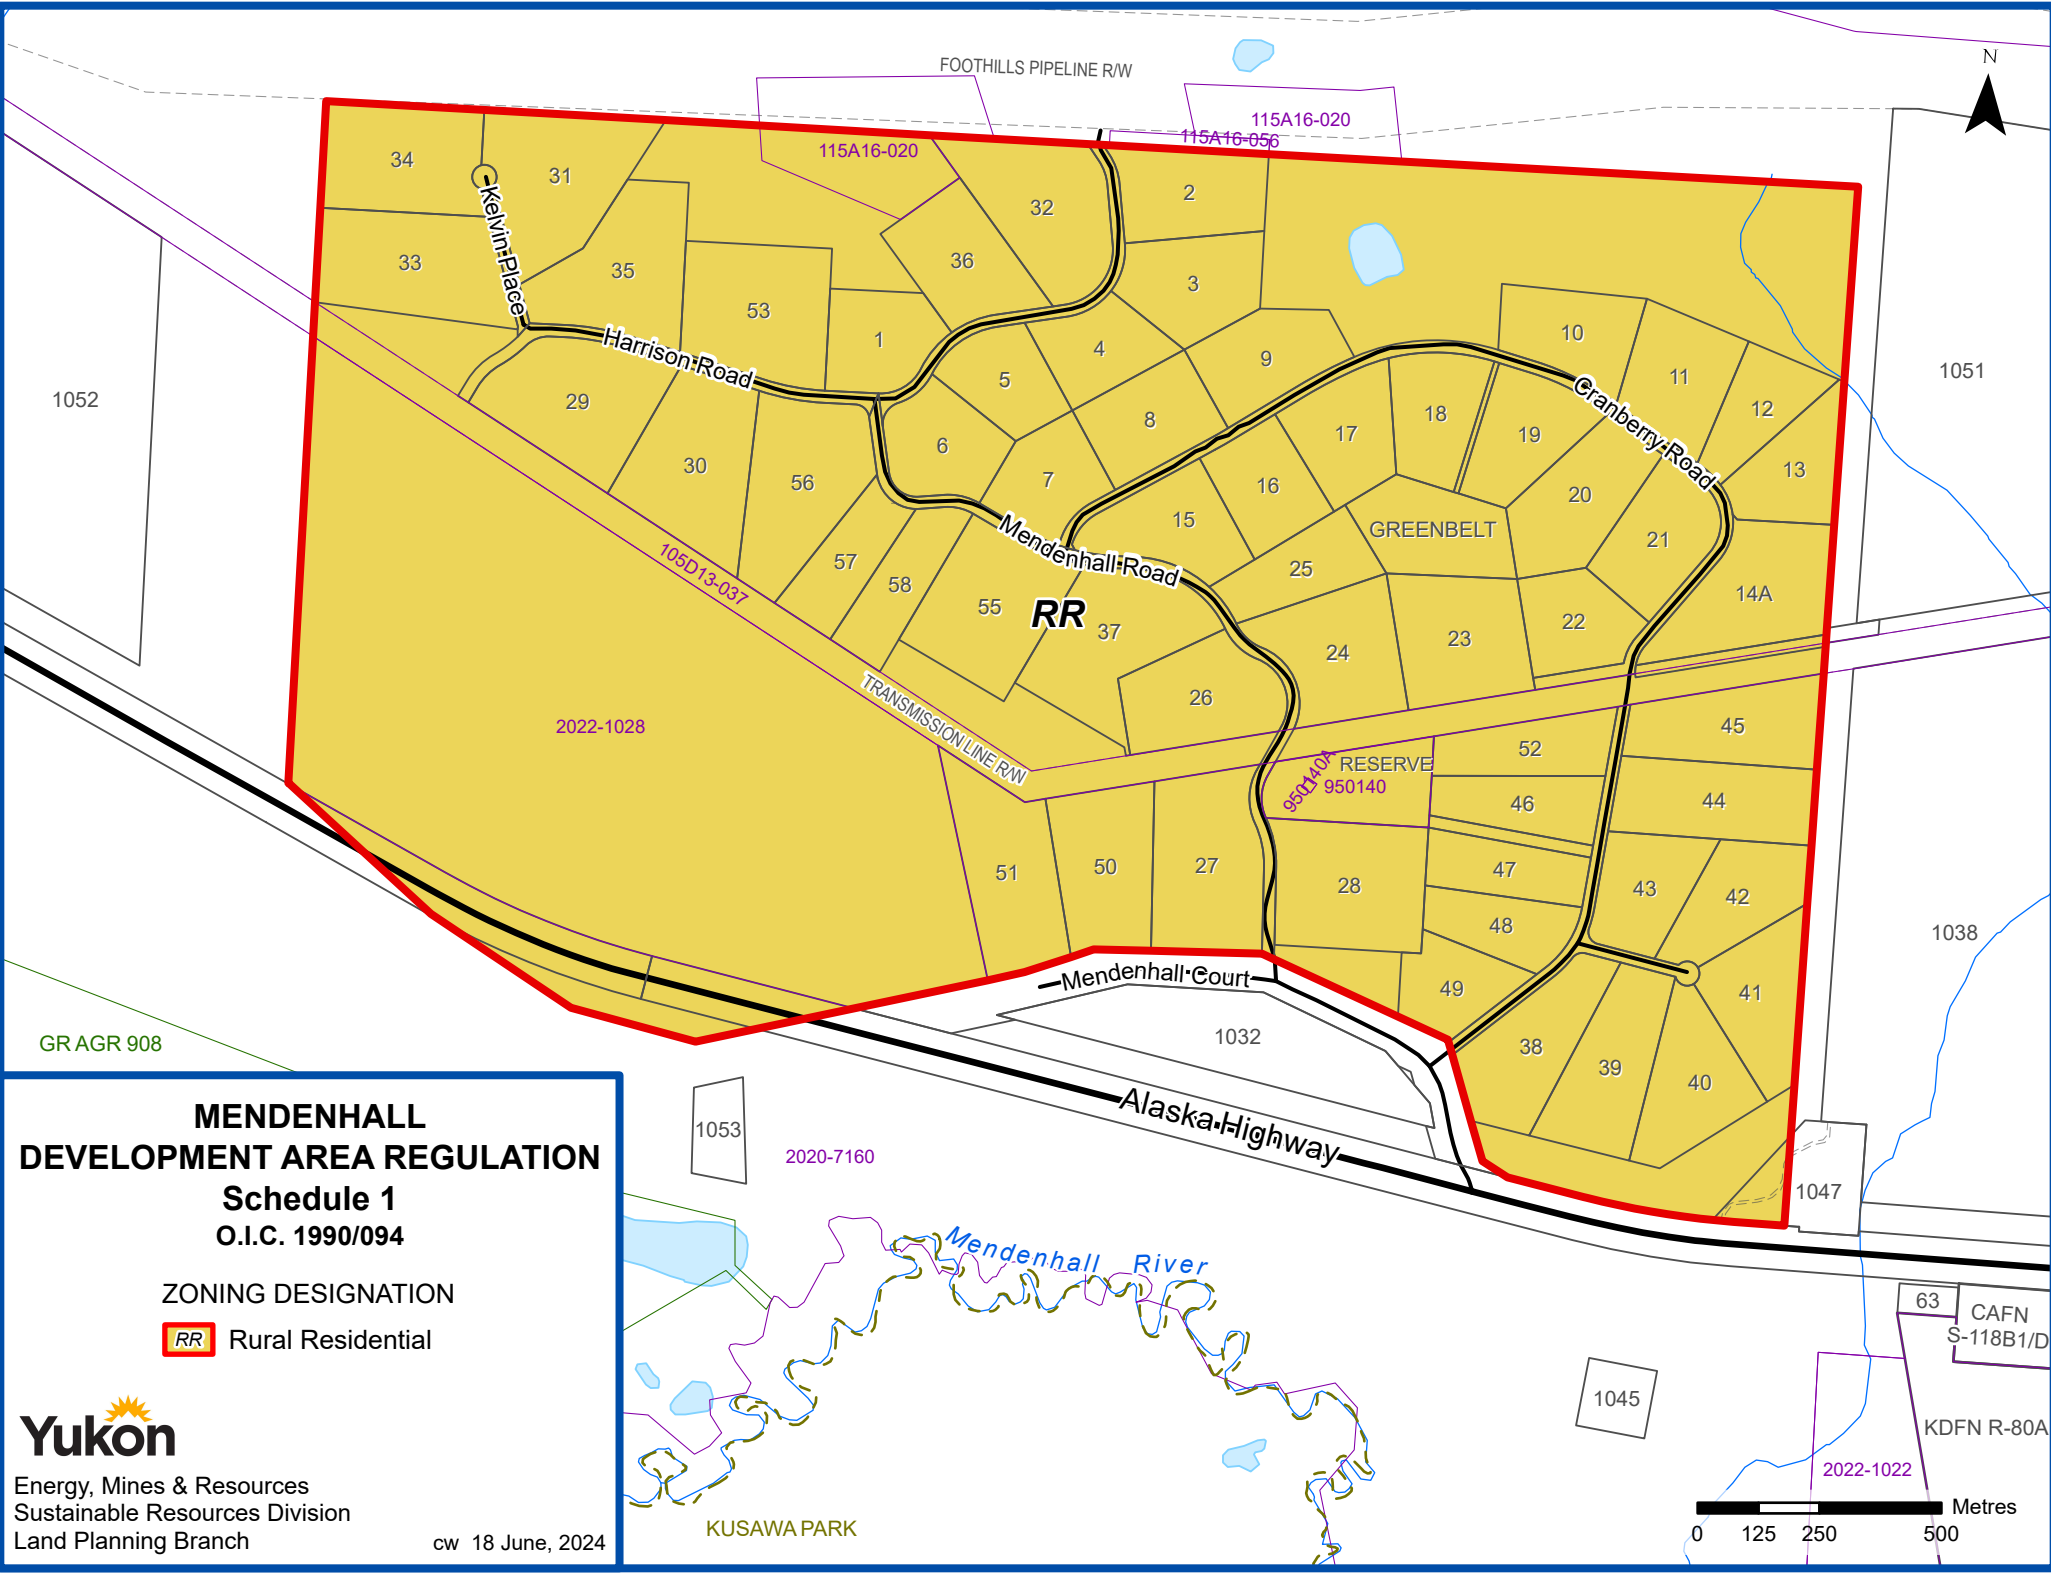 FOOTHILLS PIPELINE R/W
N
115A16-020
115A16-056
115A16-020
34
31
32
2
33
35
36
3
Kelvin Place
53
1
4
9
10
11
12
13
1051
1052
Harrison Road
29
30
56
5
6
7
8
17
18
19
Cranberry Road
20
21
16
15
GREENBELT
25
57
58
55
Mendenhall Road
RR
37
14A
22
23
24
26
105D13-037
TRANSMISSION LINE R/W
2022-1028
RESERVE
950140A
950140
52
45
46
44
51
50
27
28
47
43
42
48
49
41
1038
Mendenhall Court
1032
38
39
40
GR AGR 908
Alaska Highway
1053
2020-7160
1047
Mendenhall River
63
CAFN
S-118B1/D
1045
KDFN R-80A
2022-1022
KUSAWA PARK
Metres
0 125 250 500
MENDENHALL
DEVELOPMENT AREA REGULATION
Schedule 1
O.I.C. 1990/094
ZONING DESIGNATION
RR Rural Residential
Yukon
Energy, Mines & Resources
Sustainable Resources Division
Land Planning Branch
cw 18 June, 2024